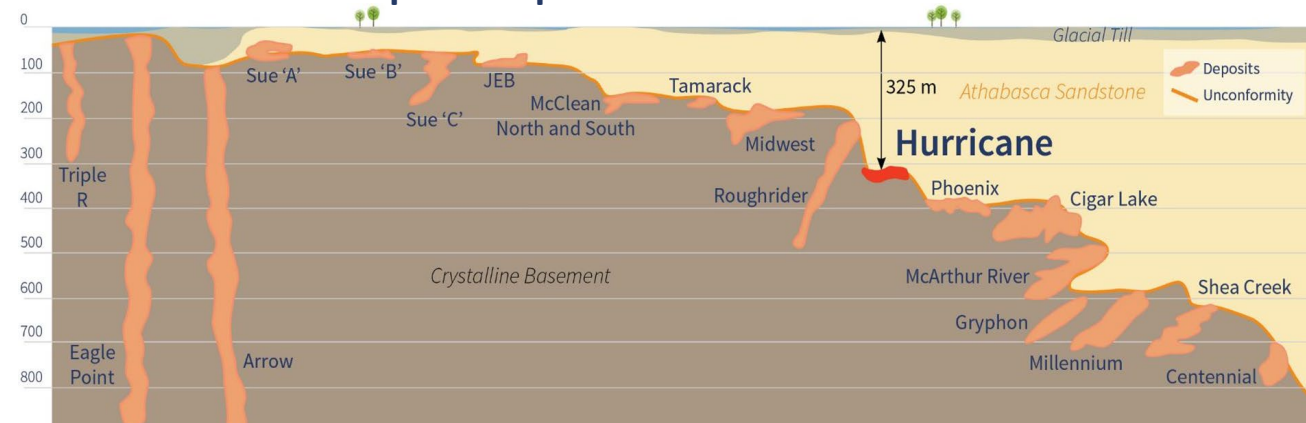 0
100
200
300
400
500
600
700
800
Glacial Till
Deposits
Unconformity
Athabasca Sandstone
325 m
Hurricane
Sue ‘A’
Sue ‘B’
Sue ‘C’
JEB
McClean
North and South
Tamarack
Midwest
Roughrider
Triple
R
Eagle
Point
Arrow
Crystalline Basement
Phoenix
Cigar Lake
McArthur River
Gryphon
Millennium
Shea Creek
Centennial